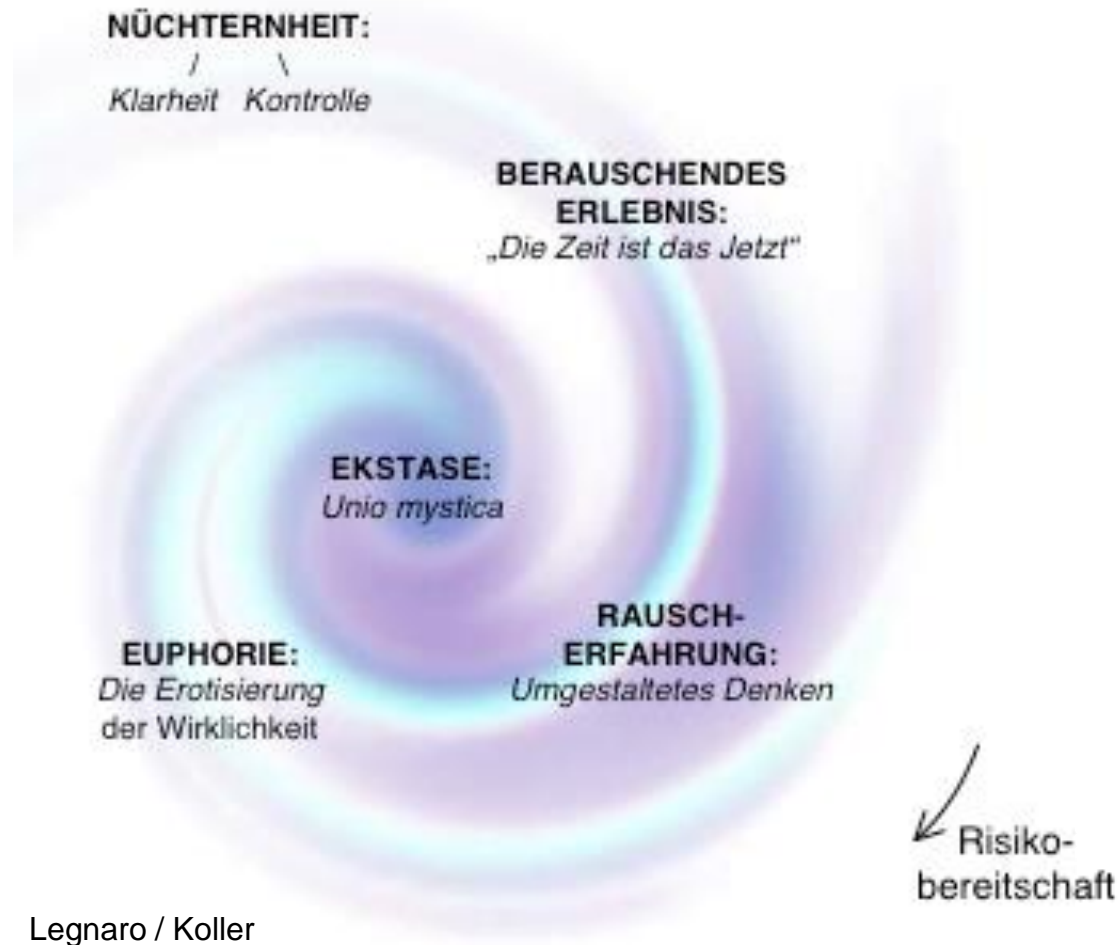 NÜCHTERNHEIT:
Klarheit Kontrolle
BERAUSCHENDES
ERLEBNIS:
„Die Zeit ist das Jetzt“
EKSTASE:
Unio mystica
RAUSCH-
ERFAHRUNG:
Umgestaltetes Denken
EUPHORIE:
Die Erotisierung
der Wirklichkeit
Risiko-
bereitschaft
Legnaro / Koller